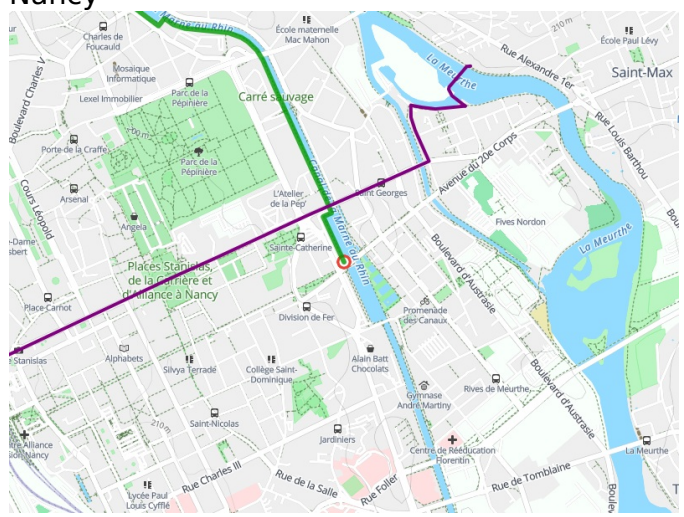 Nancy
Charles de
Foucauld
Mosaique
Informatique
Lexel Immobilier
Parc de la
Pépinière
Carré sauvage
École maternelle
Mac Mahon
La Meurthe
Rue Alexandre 1er
210 m
École Paul Lévy
Saint-Max
Rue Louis Barthou
Boulevard Charles V
Porte de la Craffe
Parc de la
Pépinière
Cours Léopold
Arsenal
Angela
L'Atelier
de la Pép'
Saint Georges
Avenue du 20e Corps
Fives Nordon
La Meurthe
Sainte-Catherine
Marne au Rhin
Places Stanislas,
de la Carrière et
d'Alliance à Nancy
Boulevard d'Austrasie
Place-Carnot
Division de Fer
Promenade
des Canaux
Stanislas
Alphabets
Silvya Terrade
Collège Saint-
Dominique
Alain Batt
Chocolats
Gymnase
André Martiny
Rives de Meurthe
Boulevard d'Austrasie
210 m
Saint-Nicolas
Jardiniers
Centre de Rééducation
Florentin
La Meurthe
Lycée Paul
Louis Cyfflé
Rue Charles III
Rue de la Salle
Rue Foller
Rue de Tomblaine